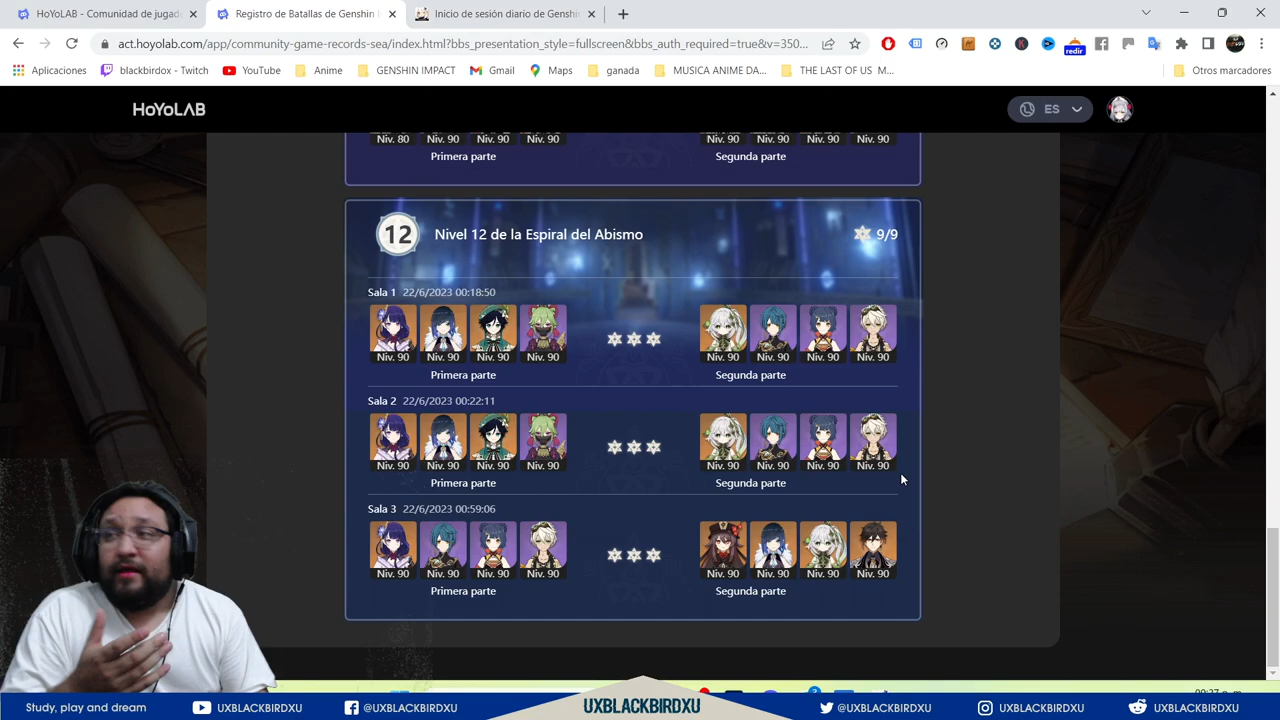 HoYoLAB - Comunidad de jugad
Registro de Batallas de Genshin
Inicio de sesión diario de Genshin
act.hoyolab.com/app/community-game-records-sea/index.html?bbs_presentation_style=fullscreen&bbs_auth_required=true&v=350...
redir
Aplicaciones
blackbirdox - Twitch
YouTube
Anime
GENSHIN IMPACT
Gmail
Maps
ganada
MUSICA ANIME DA...
THE LAST OF US M...
Otros marcadores
HoYoLAB
ES
Niv. 80 Niv. 90 Niv. 90 Niv. 90 Niv. 90 Niv. 90 Niv. 90 Niv. 90
Primera parte Segunda parte
12 Nivel 12 de la Espiral del Abismo 9/9
Sala 1 22/6/2023 00:18:50
Niv. 90 Niv. 90 Niv. 90 Niv. 90 Niv. 90 Niv. 90 Niv. 90 Niv. 90
Primera parte Segunda parte
Sala 2 22/6/2023 00:22:11
Niv. 90 Niv. 90 Niv. 90 Niv. 90 Niv. 90 Niv. 90 Niv. 90 Niv. 90
Primera parte Segunda parte
Sala 3 22/6/2023 00:59:06
Niv. 90 Niv. 90 Niv. 90 Niv. 90 Niv. 90 Niv. 90 Niv. 90 Niv. 90
Primera parte Segunda parte
Study, play and dream
UXBLACKBIRDXU
@UXBLACKBIRDXU
UXBLACKBIRDXU
@UXBLACKBIRDXU
UXBLACKBIRDXU
UXBLACKBIRDXU